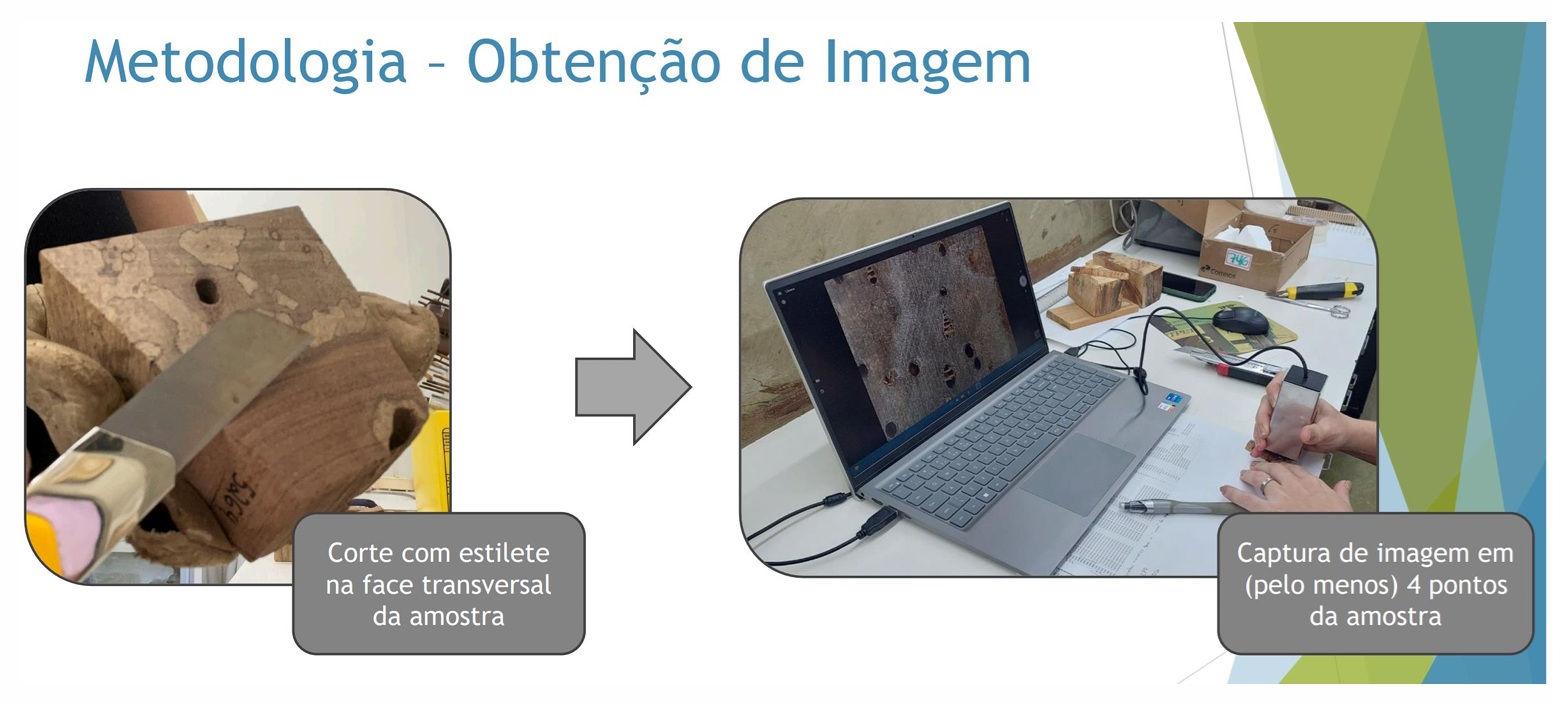 Metodologia – Obtenção de Imagem
Corte com estilete
na face transversal
da amostra
Captura de imagem em
(pelo menos) 4 pontos
da amostra
Correios